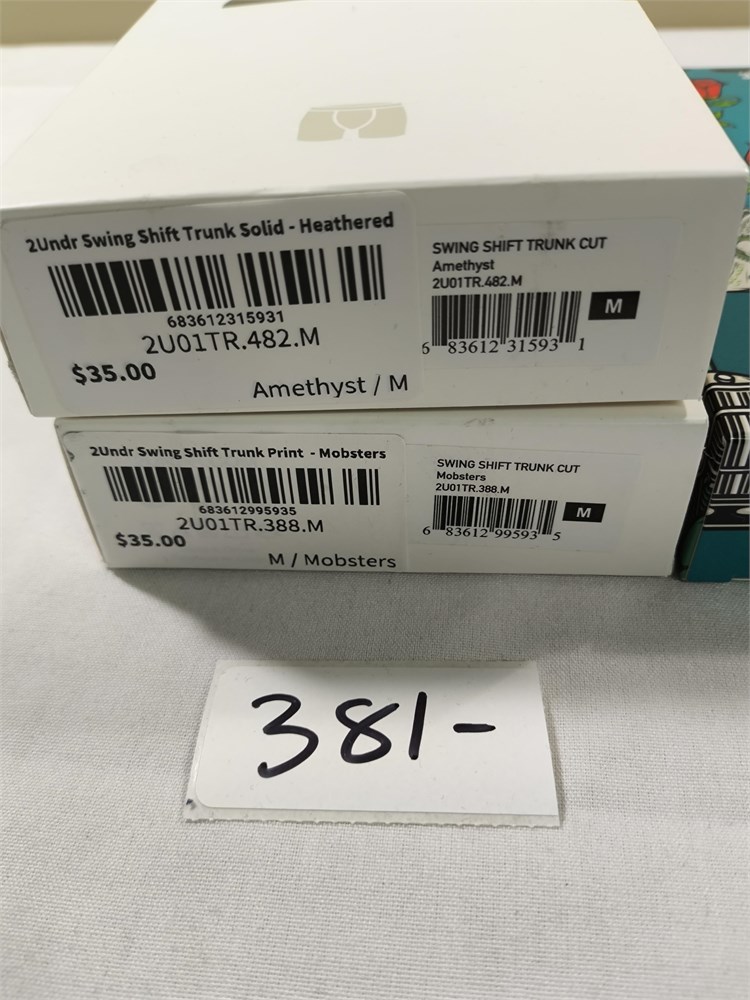 2Undr Swing Shift Trunk Solid - Heathered
683612315931
2U01TR.482.M
$35.00
Amethyst / M
SWING SHIFT TRUNK CUT
Amethyst
2U01TR.482.M
M
6 83612 31593 1
2Undr Swing Shift Trunk Print - Mobsters
683612995935
2U01TR.388.M
$35.00
M / Mobsters
SWING SHIFT TRUNK CUT
Mobsters
2U01TR.388.M
M
6 83612 99593 5
381-